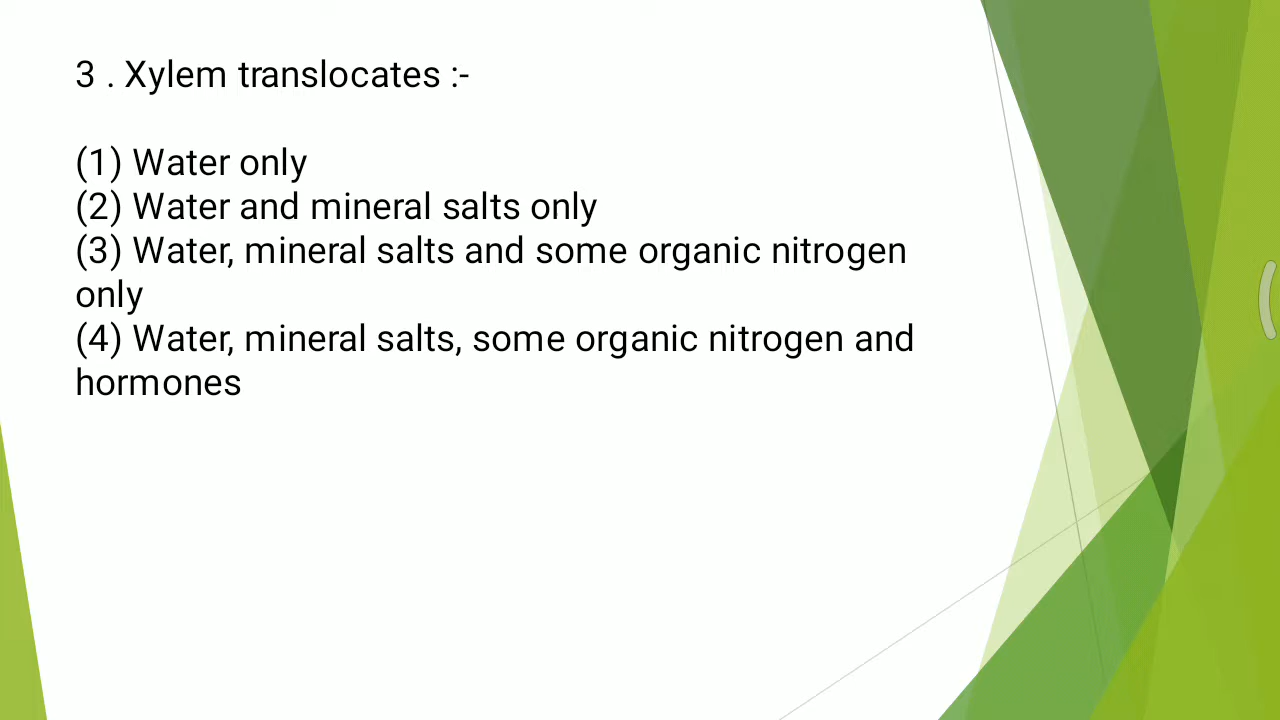 3 . Xylem translocates :-
(1) Water only
(2) Water and mineral salts only
(3) Water, mineral salts and some organic nitrogen
only
(4) Water, mineral salts, some organic nitrogen and
hormones